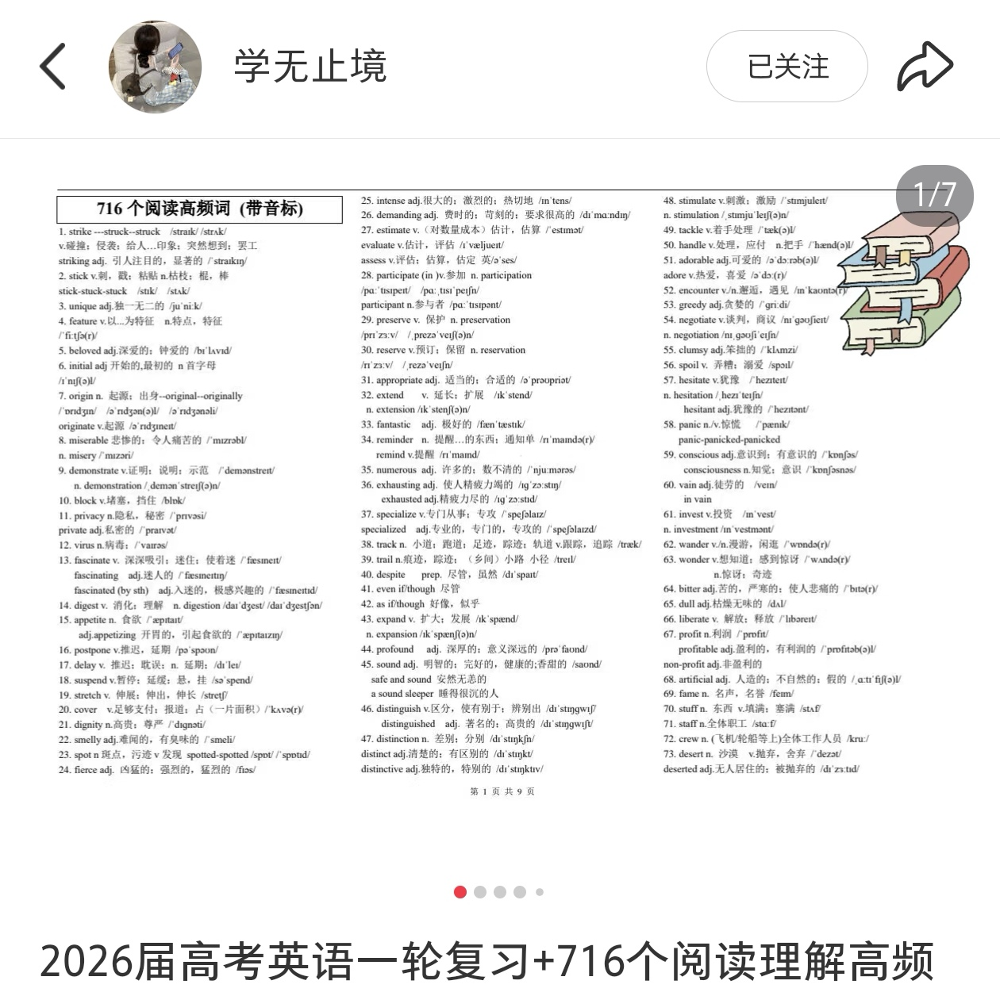 学无止境
已关注
1/7
716 个阅读高频词 (带音标)
1. strike ---struck--struck /straɪk/ /strʌk/
v.碰撞；侵袭；给人…印象；突然想到；罢工
striking adj. 引人注目的，显著的 /ˈstraɪkɪŋ/
2. stick v.刺，戳；粘贴 n.枯枝；棍，棒
stick-stuck-stuck /stɪk/ /stʌk/
3. unique adj.独一无二的 /juˈniːk/
4. feature v.以...为特征 n.特点，特征
/ˈfiːtʃə(r)/
5. beloved adj.深爱的；钟爱的 /bɪˈlʌvɪd/
6. initial adj 开始的,最初的 n 首字母
/ɪˈnɪʃ(ə)l/
7. origin n. 起源；出身--original--originally
/ˈɒrɪdʒɪn/ /əˈrɪdʒən(ə)l/ /əˈrɪdʒənəli/
originate v.起源 /əˈrɪdʒɪneɪt/
8. miserable 悲惨的；令人痛苦的 /ˈmɪzrəbl/
n. misery /ˈmɪzəri/
9. demonstrate v.证明；说明；示范 /ˈdemənstreɪt/
n. demonstration /ˌdemənˈstreɪʃ(ə)n/
10. block v.堵塞，挡住 /blɒk/
11. privacy n.隐私，秘密 /ˈprɪvəsi/
private adj.私密的 /ˈpraɪvət/
12. virus n.病毒；/ˈvaɪrəs/
13. fascinate v. 深深吸引；迷住；使着迷 /ˈfæsɪneɪt/
fascinating adj.迷人的 /ˈfæsɪneɪtɪŋ/
fascinated (by sth) adj.入迷的，极感兴趣的 /ˈfæsɪneɪtɪd/
14. digest v. 消化；理解 n. digestion /daɪˈdʒest/ /daɪˈdʒestʃən/
15. appetite n. 食欲 /ˈæpɪtaɪt/
adj.appetizing 开胃的，引起食欲的 /ˈæpɪtaɪzɪŋ/
16. postpone v.推迟，延期 /pəˈspəʊn/
17. delay v. 推迟；耽误；n. 延期；/dɪˈleɪ/
18. suspend v.暂停；延缓；悬，挂 /səˈspend/
19. stretch v. 伸展；伸出，伸长 /stretʃ/
20. cover v.足够支付；报道；占（一片面积）/ˈkʌvə(r)/
21. dignity n.高贵；尊严 /ˈdɪɡnəti/
22. smelly adj.难闻的，有臭味的 /ˈsmeli/
23. spot n 斑点，污迹 v 发现 spotted-spotted /spɒt/ /ˈspɒtɪd/
24. fierce adj. 凶猛的；强烈的，猛烈的 /fɪəs/
25. intense adj.很大的；激烈的；热切地 /ɪnˈtens/
26. demanding adj. 费时的；苛刻的；要求很高的 /dɪˈmɑːndɪŋ/
27. estimate v.（对数量成本）估计，估算 /ˈestɪmət/
evaluate v.估计，评估 /ɪˈvæljueɪt/
assess v.评估；估算，估定 英/əˈses/
28. participate (in )v.参加 n. participation
/pɑːˈtɪsɪpeɪt/ /pɑːˌtɪsɪˈpeɪʃn/
participant n.参与者 /pɑːˈtɪsɪpənt/
29. preserve v. 保护 n. preservation
/prɪˈzɜːv/ /ˌprezəˈveɪʃ(ə)n/
30. reserve v.预订；保留 n. reservation
/rɪˈzɜːv/ /ˌrezəˈveɪʃn/
31. appropriate adj. 适当的；合适的 /əˈprəʊpriət/
32. extend v. 延长；扩展 /ɪkˈstend/
n. extension /ɪkˈstenʃ(ə)n/
33. fantastic adj. 极好的 /fænˈtæstɪk/
34. reminder n. 提醒…的东西；通知单 /rɪˈmaɪndə(r)/
remind v.提醒 /rɪˈmaɪnd/
35. numerous adj. 许多的；数不清的 /ˈnjuːmərəs/
36. exhausting adj. 使人精疲力竭的 /ɪɡˈzɔːstɪŋ/
exhausted adj.精疲力尽的 /ɪɡˈzɔːstɪd/
37. specialize v.专门从事；专攻 /ˈspeʃəlaɪz/
specialized adj.专业的，专门的，专攻的 /ˈspeʃəlaɪzd/
38. track n. 小道；跑道；足迹，踪迹；轨道 v.跟踪，追踪 /træk/
39. trail n.痕迹，踪迹；（乡间）小路 小径 /treɪl/
40. despite prep. 尽管，虽然 /dɪˈspaɪt/
41. even if/though 尽管
42. as if/though 好像，似乎
43. expand v. 扩大；发展 /ɪkˈspænd/
n. expansion /ɪkˈspænʃ(ə)n/
44. profound adj. 深厚的；意义深远的 /prəˈfaʊnd/
45. sound adj. 明智的；完好的，健康的;香甜的 /saʊnd/
safe and sound 安然无恙的
a sound sleeper 睡得很沉的人
46. distinguish v.区分，使有别于；辨别出 /dɪˈstɪŋɡwɪʃ/
distinguished adj. 著名的；高贵的 /dɪˈstɪŋɡwɪʃt/
47. distinction n. 差别；分别 /dɪˈstɪŋkʃn/
distinct adj.清楚的；有区别的 /dɪˈstɪŋkt/
distinctive adj.独特的，特别的 /dɪˈstɪŋktɪv/
48. stimulate v.刺激；激励 /ˈstɪmjuleɪt/
n. stimulation /ˌstɪmjuˈleɪʃ(ə)n/
49. tackle v.着手处理 /ˈtæk(ə)l/
50. handle v.处理，应付 n.把手 /ˈhænd(ə)l/
51. adorable adj.可爱的 /əˈdɔːrəb(ə)l/
adore v.热爱，喜爱 /əˈdɔː(r)/
52. encounter v./n.邂逅，遇见 /ɪnˈkaʊntə(r)/
53. greedy adj.贪婪的 /ˈɡriːdi/
54. negotiate v.谈判，商议 /nɪˈɡəʊʃieɪt/
n. negotiation /nɪˌɡəʊʃiˈeɪʃn/
55. clumsy adj.笨拙的 /ˈklʌmzi/
56. spoil v. 弄糟；溺爱 /spɔɪl/
57. hesitate v.犹豫 /ˈhezɪteɪt/
n. hesitation /ˌhezɪˈteɪʃn/
hesitant adj.犹豫的 /ˈhezɪtənt/
58. panic n./v.惊慌 /ˈpænɪk/
panic-panicked-panicked
59. conscious adj.意识到；有意识的 /ˈkɒnʃəs/
consciousness n.知觉；意识 /ˈkɒnʃəsnəs/
60. vain adj.徒劳的 /veɪn/
in vain
61. invest v.投资 /ɪnˈvest/
n. investment /ɪnˈvestmənt/
62. wander v./n.漫游，闲逛 /ˈwɒndə(r)/
63. wonder v.想知道；感到惊讶 /ˈwʌndə(r)/
n.惊讶；奇迹
64. bitter adj.苦的，严寒的；使人悲痛的 /ˈbɪtə(r)/
65. dull adj.枯燥无味的 /dʌl/
66. liberate v. 解放；释放 /ˈlɪbəreɪt/
67. profit n.利润 /ˈprɒfɪt/
profitable adj.盈利的，有利润的 /ˈprɒfɪtəb(ə)l/
non-profit adj.非盈利的
68. artificial adj. 人造的；不自然的；假的 /ˌɑːtɪˈfɪʃ(ə)l/
69. fame n. 名声，名誉 /feɪm/
70. stuff n. 东西 v.填满；塞满 /stʌf/
71. staff n.全体职工 /stɑːf/
72. crew n. (飞机/轮船等上)全体工作人员 /kruː/
73. desert n. 沙漠 v.抛弃，舍弃 /ˈdezət/
deserted adj.无人居住的；被抛弃的 /dɪˈzɜːtɪd/
第 1 页 共 9 页
2026届高考英语一轮复习+716个阅读理解高频